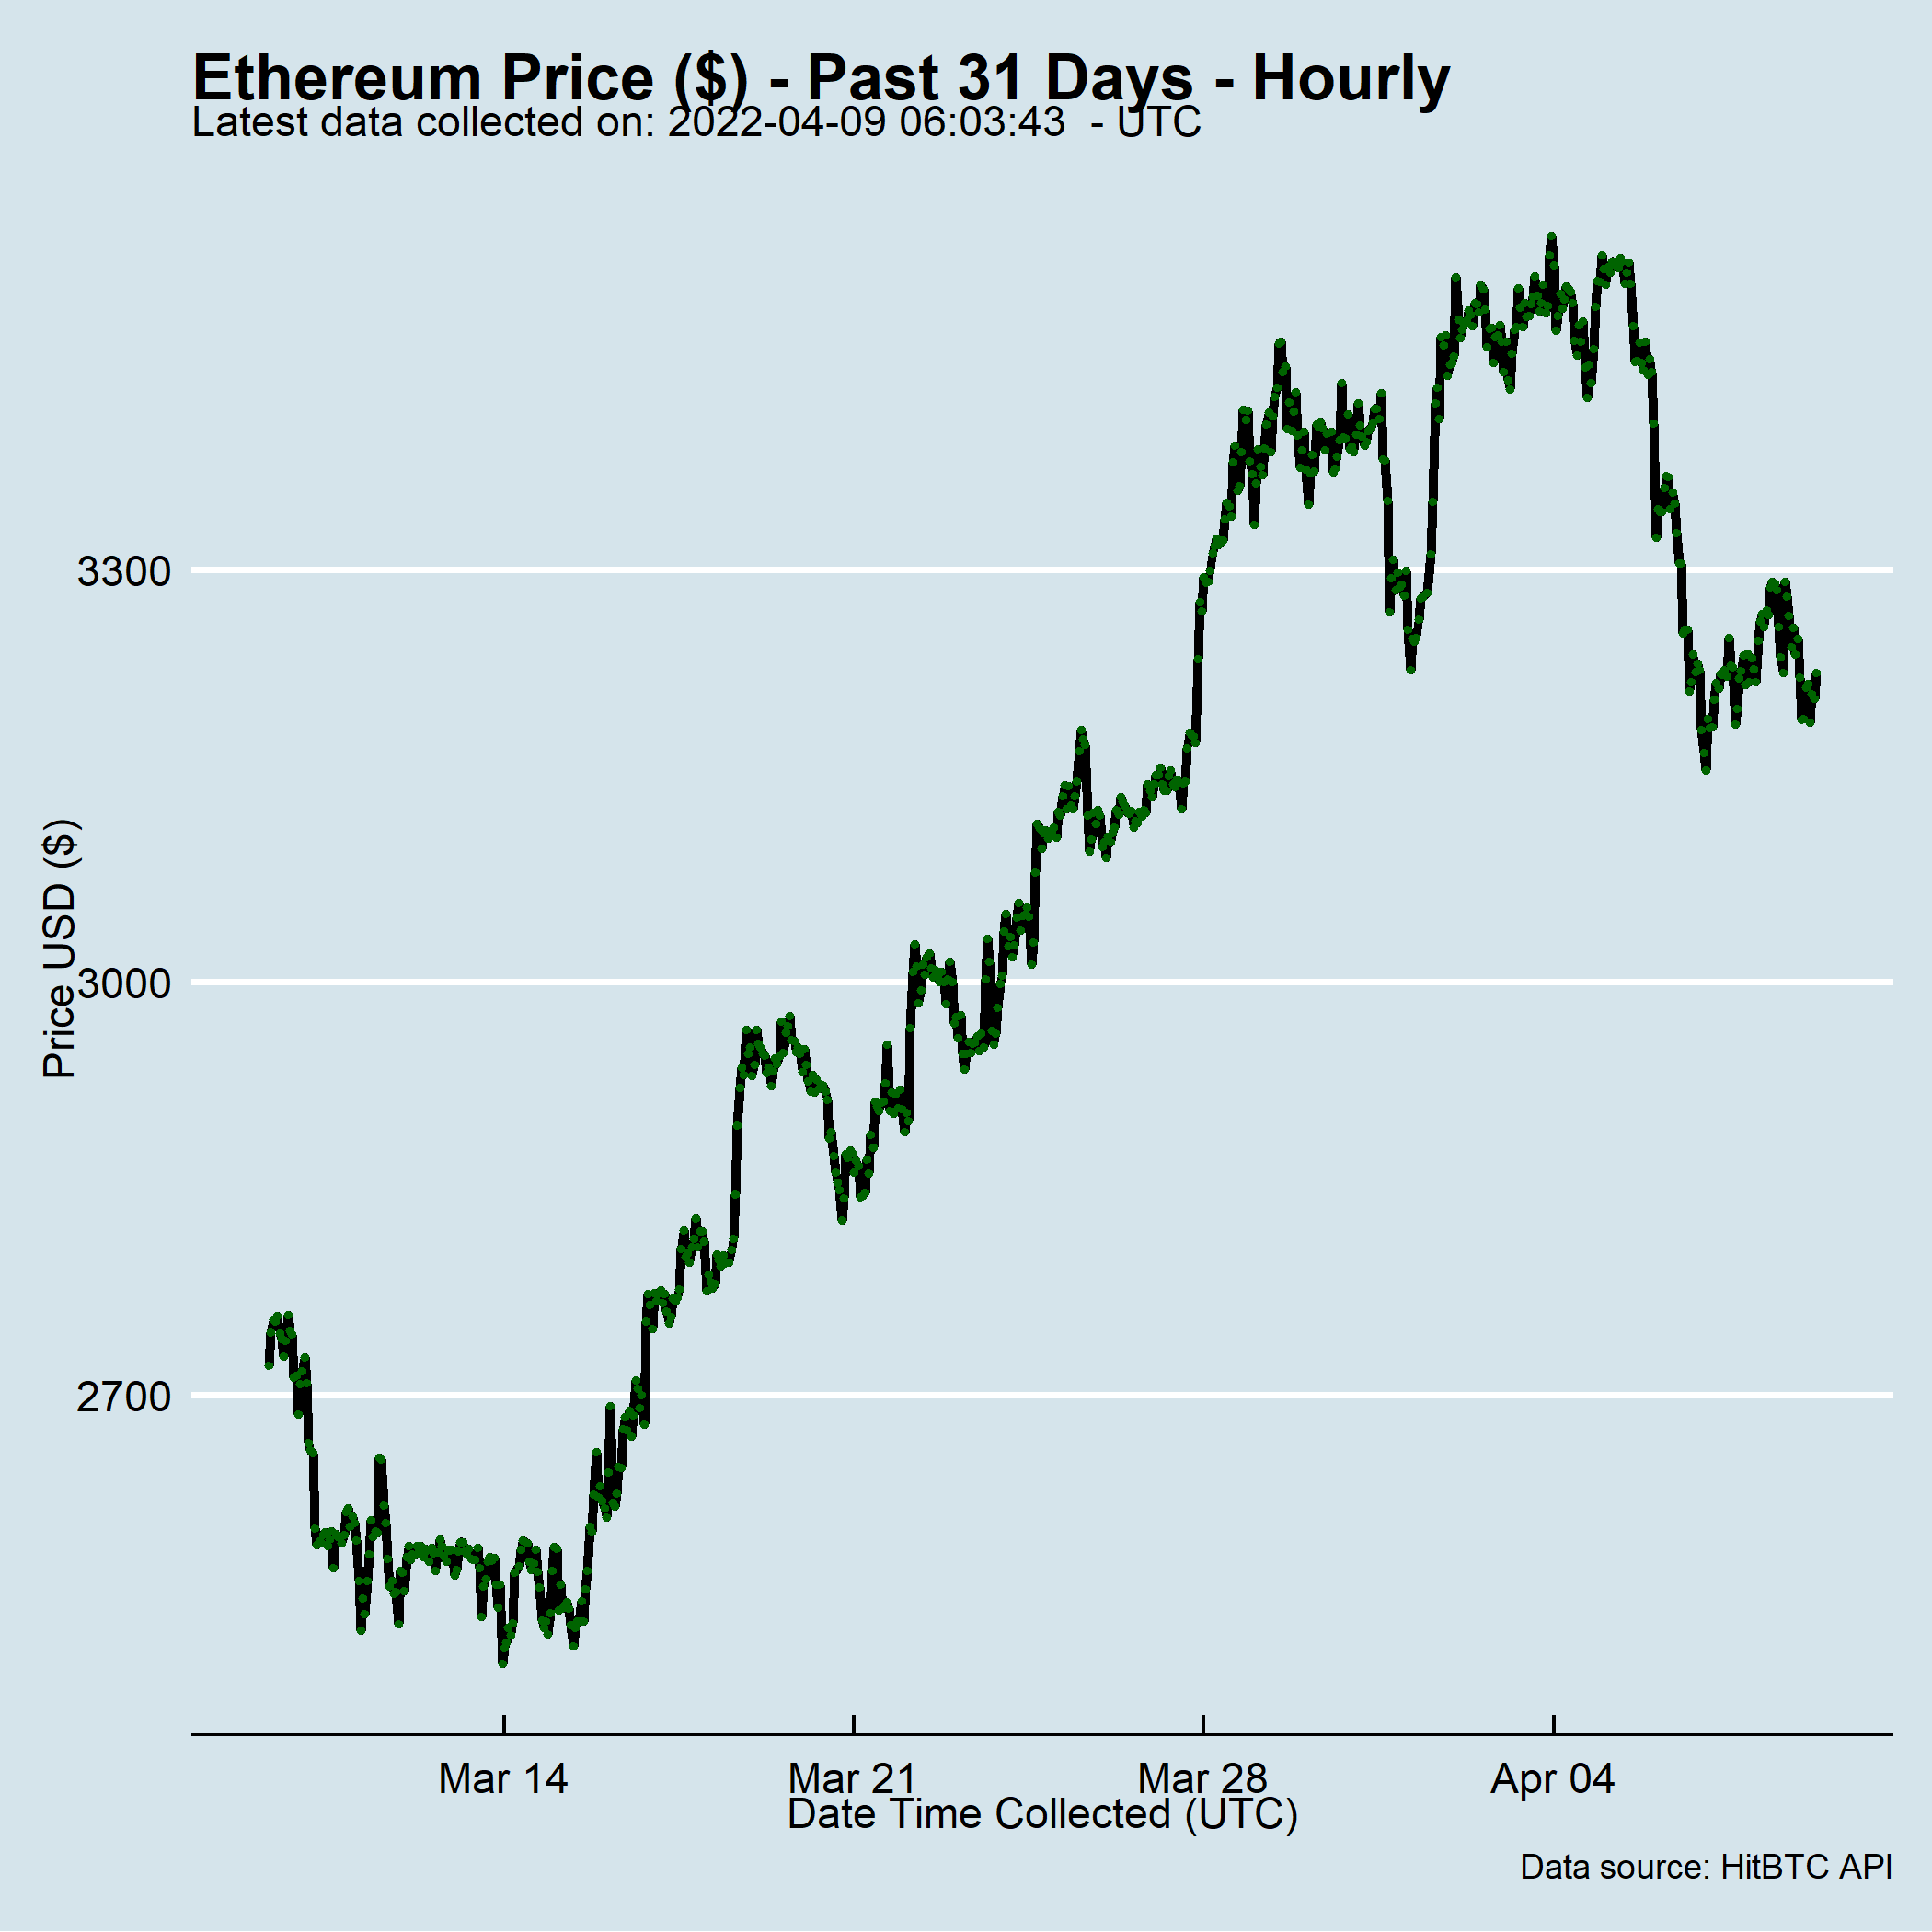 Ethereum Price ($) - Past 31 Days - Hourly
Latest data collected on: 2022-04-09 06:03:43  - UTC
Price USD ($)
3300
3000
2700
Mar 14
Mar 21
Mar 28
Apr 04
Date Time Collected (UTC)
Data source: HitBTC API